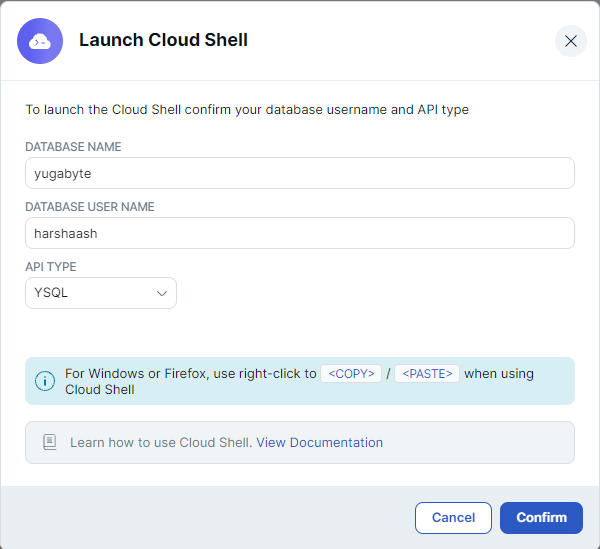 Launch Cloud Shell
To launch the Cloud Shell confirm your database username and API type
DATABASE NAME
yugabyte
DATABASE USER NAME
harshaash
API TYPE
YSQL
For Windows or Firefox, use right-click to <COPY> / <PASTE> when using
Cloud Shell
Learn how to use Cloud Shell. View Documentation
Cancel Confirm